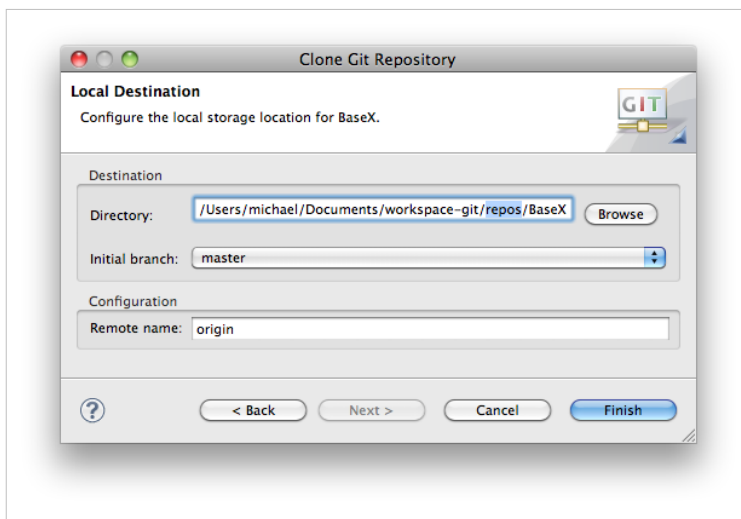 Clone Git Repository
Local Destination
Configure the local storage location for BaseX.
GIT
Destination
Directory: /Users/michael/Documents/workspace-git/repos/BaseX Browse
Initial branch: master
Configuration
Remote name: origin
? < Back Next > Cancel Finish